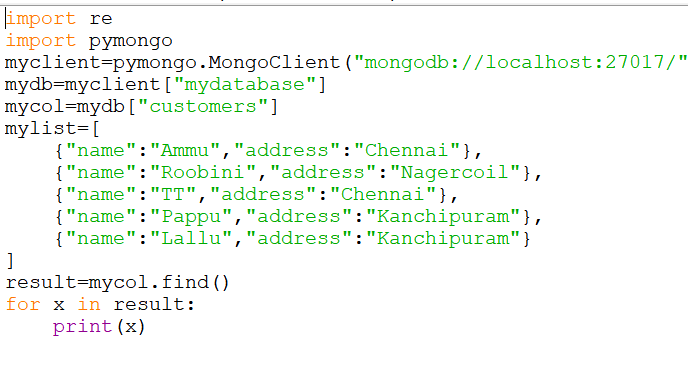 import re
import pymongo
myclient=pymongo.MongoClient("mongodb://localhost:27017/"
mydb=myclient["mydatabase"]
mycol=mydb["customers"]
mylist=[
    {"name":"Ammu","address":"Chennai"},
    {"name":"Roobini","address":"Nagercoil"},
    {"name":"TT","address":"Chennai"},
    {"name":"Pappu","address":"Kanchipuram"},
    {"name":"Lallu","address":"Kanchipuram"}
]
result=mycol.find()
for x in result:
    print(x)